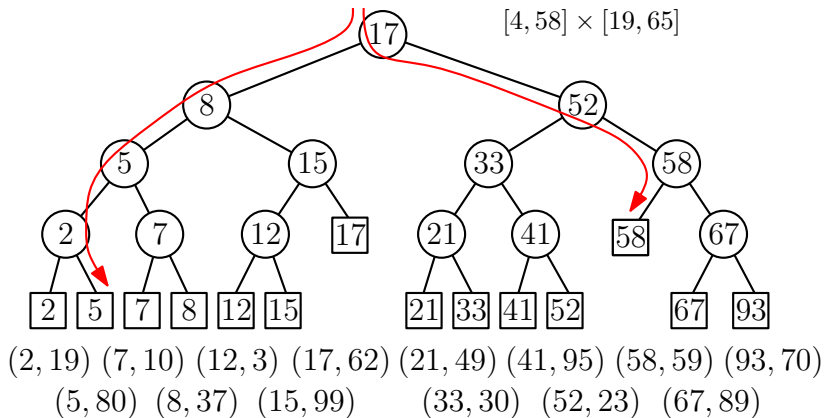 17 [4, 58] × [19, 65]
8 52
5 15 33 58
2 7 12 17 21 41 58 67
2 5 7 8 12 15 21 33 41 52 67 93
(2, 19) (7, 10) (12, 3) (17, 62) (21, 49) (41, 95) (58, 59) (93, 70)
(5, 80) (8, 37) (15, 99) (33, 30) (52, 23) (67, 89)